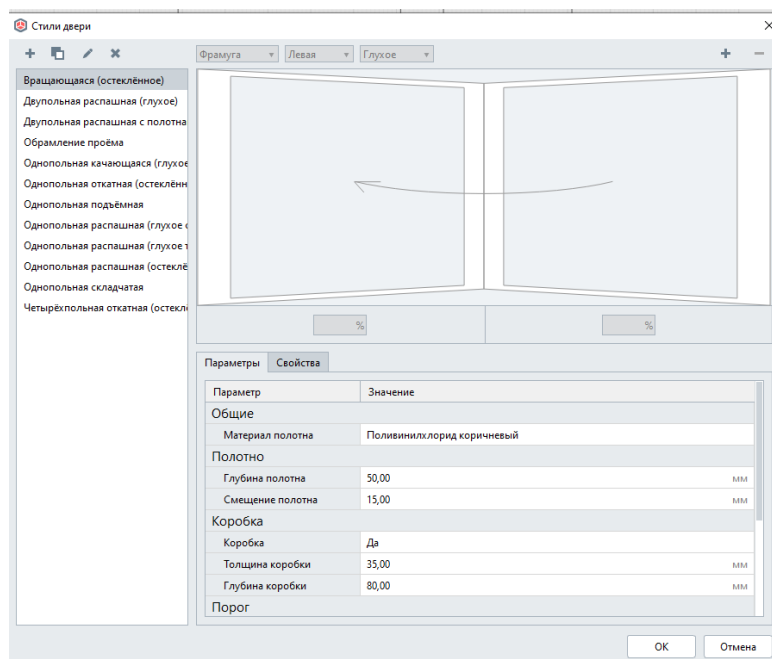 Стили двери
Фрамуга Левая Глухое
Вращающаяся (остеклённое)
Двупольная распашная (глухое)
Двупольная распашная с полотна
Обрамление проёма
Однопольная качающаяся (глухое
Однопольная откатная (остеклённ
Однопольная подъёмная
Однопольная распашная (глухое с
Однопольная распашная (глухое т
Однопольная распашная (остеклё
Однопольная складчатая
Четырёхпольная откатная (остекл
% %
Параметры Свойства
Параметр Значение
Общие
Материал полотна Поливинилхлорид коричневый
Полотно
Глубина полотна 50,00 мм
Смещение полотна 15,00 мм
Коробка
Коробка Да
Толщина коробки 35,00 мм
Глубина коробки 80,00 мм
Порог
ОК Отмена